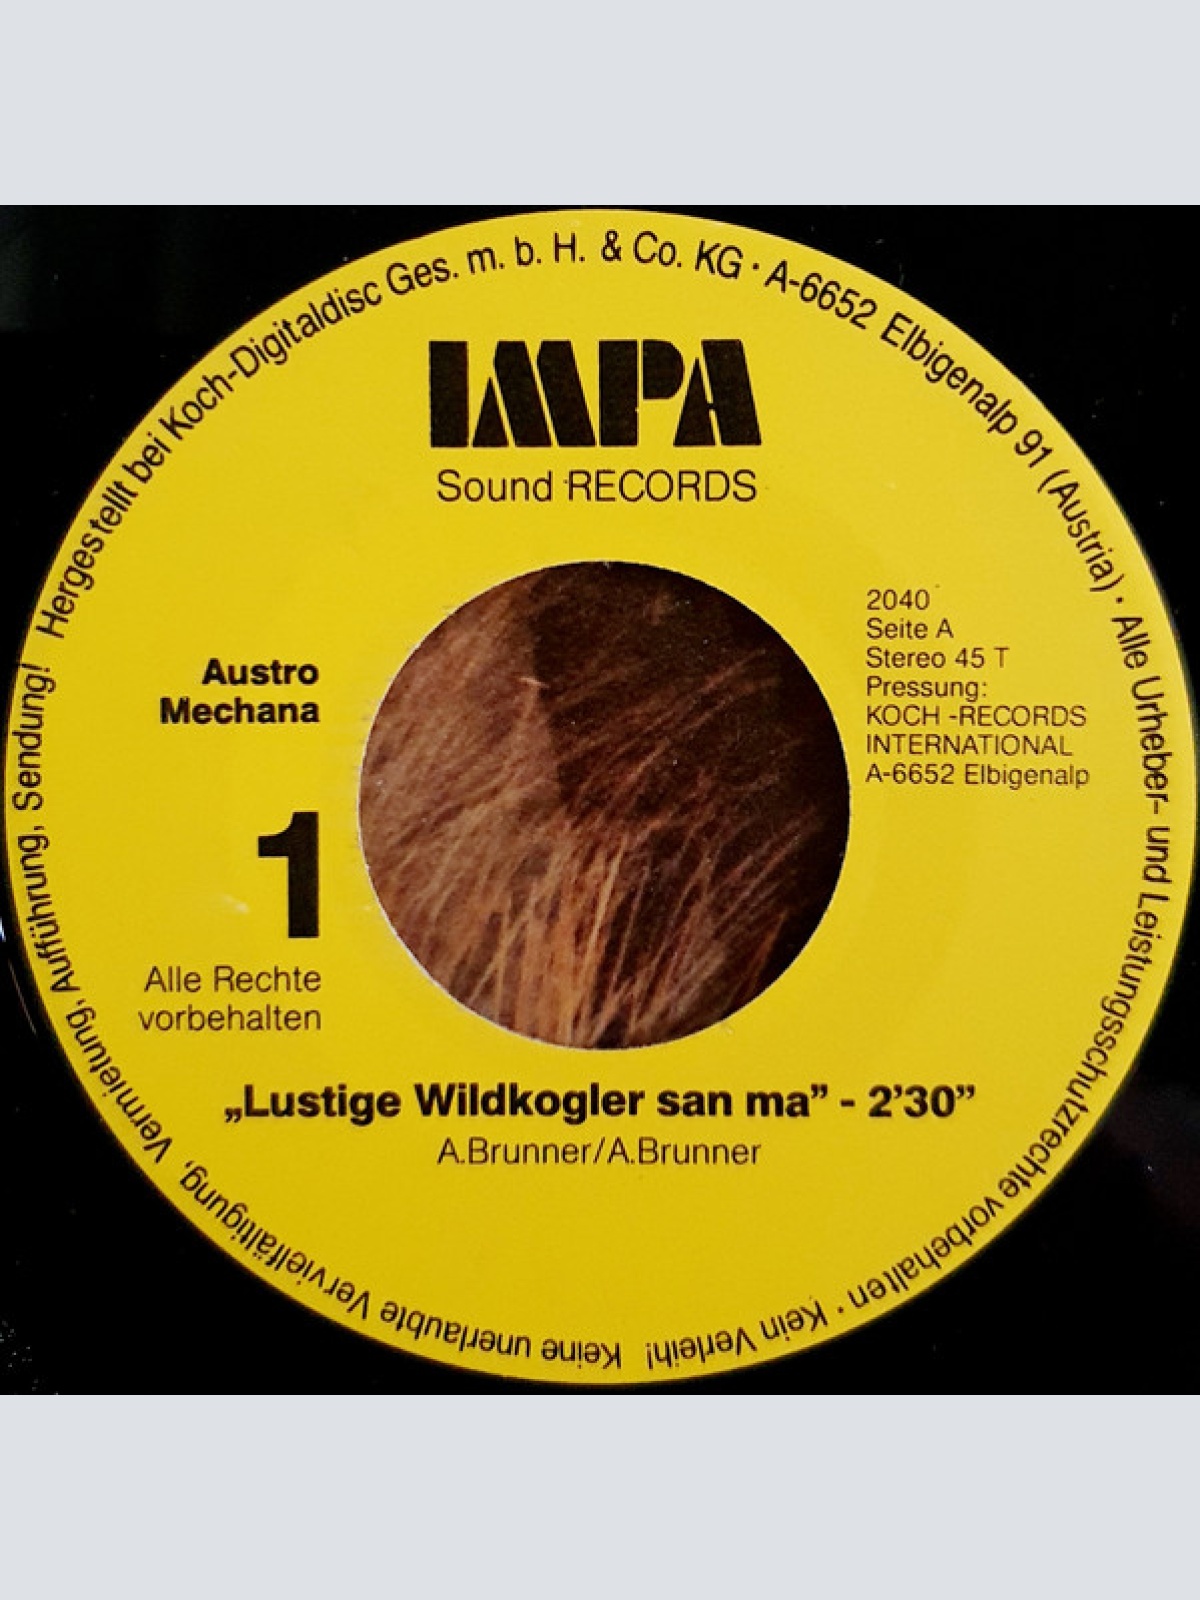 Hergestellt bei Koch-Digitaldisc Ges. m. b. H. & Co. KG · A-6652 Elbigenalp 91 (Austria) · Alle Urheber- und Leistungsschutzrechte vorbehalten · Kein Verleih! Keine unerlaubte Vervielfältigung, Vermietung, Aufführung, Sendung!
IMPA
Sound RECORDS
Austro
Mechana
1
Alle Rechte
vorbehalten
2040
Seite A
Stereo 45 T
Pressung:
KOCH -RECORDS
INTERNATIONAL
A-6652 Elbigenalp
„Lustige Wildkogler san ma” - 2’30”
A.Brunner/A.Brunner